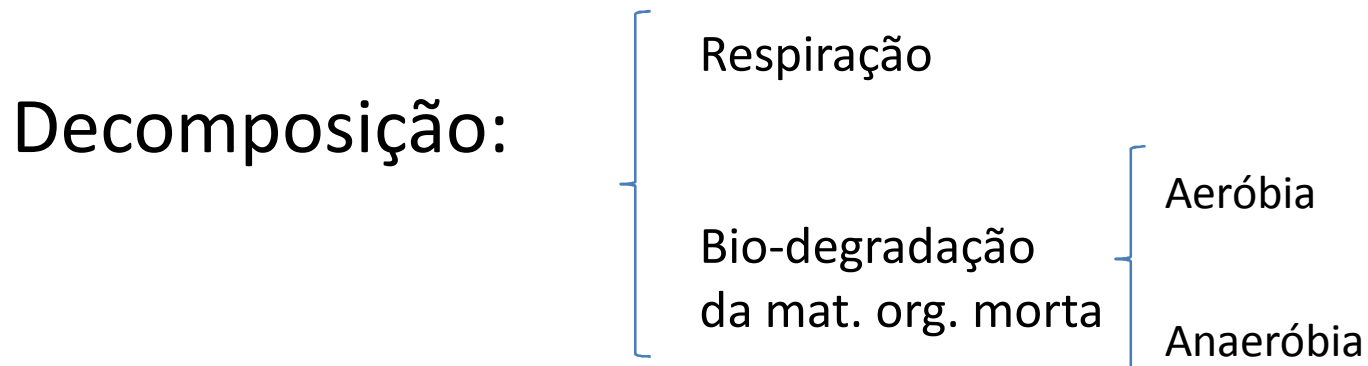 Decomposição:
Respiração
Bio-degradação
da mat. org. morta
Aeróbia
Anaeróbia